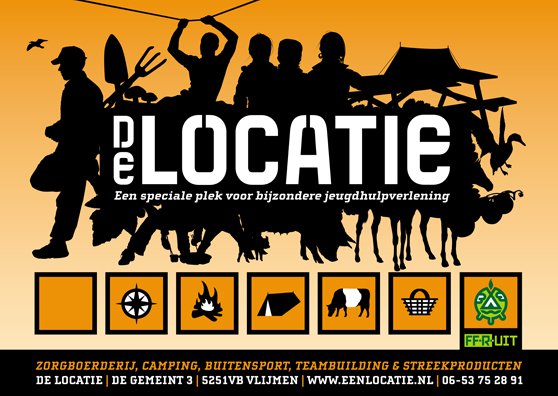 DE LOCATIE
Een speciale plek voor bijzondere jeugdhulpverlening
FF-R-UIT
ZORGBOERDERIJ, CAMPING, BUITENSPORT, TEAMBUILDING & STREEKPRODUCTEN
DE LOCATIE | DE GEMEINT 3 | 5251VB VLIJMEN | WWW.EENLOCATIE.NL | 06-53 75 28 91